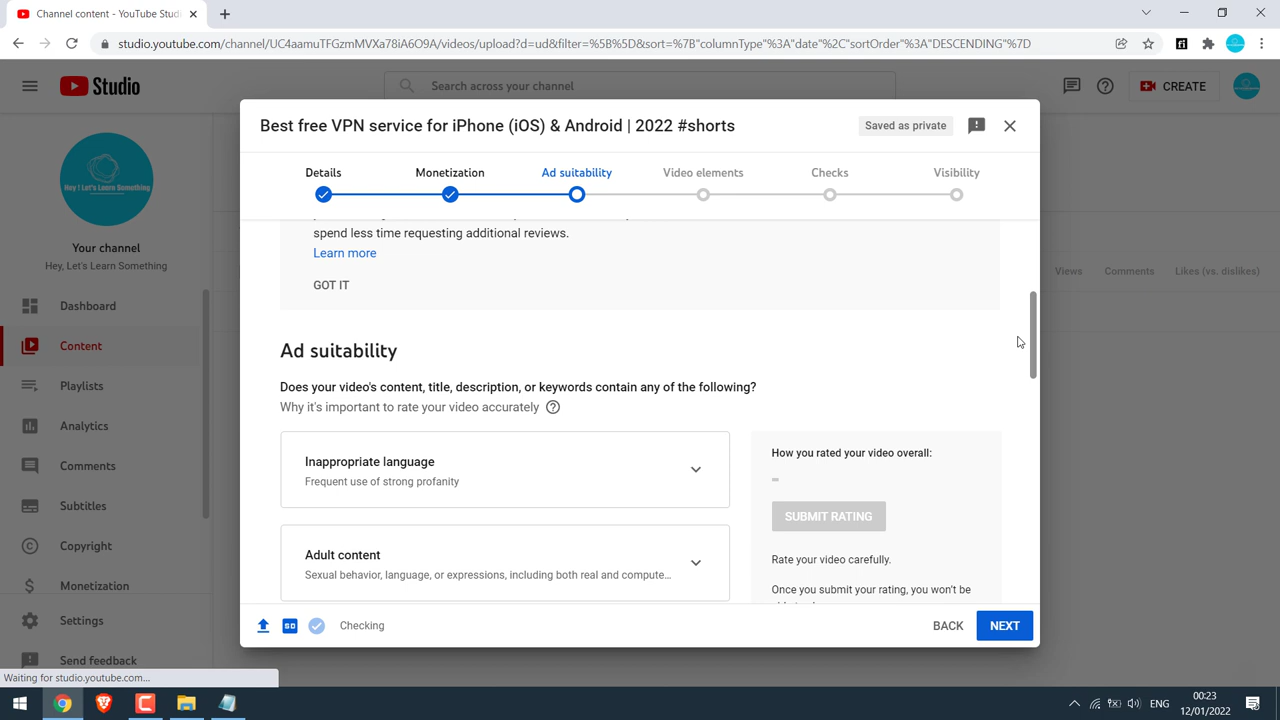 Channel content - YouTube Studi
studio.youtube.com/channel/UC4aamuTFGzmMVXa78iA6O9A/videos/upload?d=ud&filter=%5B%5D&sort=%7B"columnType"%3A"date"%2C"sortOrder"%3A"DESCENDING"%7D
Studio
Search across your channel
CREATE
Best free VPN service for iPhone (iOS) & Android | 2022 #shorts
Saved as private
Details
Monetization
Ad suitability
Video elements
Checks
Visibility
Hey ! Let's Learn Something
Your channel
Hey, Let's Learn Something
Dashboard
Content
Playlists
Analytics
Comments
Subtitles
Copyright
Monetization
Settings
Send feedback
Views
Comments
Likes (vs. dislikes)
spend less time requesting additional reviews.
Learn more
GOT IT
Ad suitability
Does your video's content, title, description, or keywords contain any of the following?
Why it's important to rate your video accurately
Inappropriate language
Frequent use of strong profanity
Adult content
Sexual behavior, language, or expressions, including both real and compute...
How you rated your video overall:
SUBMIT RATING
Rate your video carefully.
Once you submit your rating, you won't be
SD
Checking
BACK
NEXT
Waiting for studio.youtube.com...
ENG
00:23
12/01/2022